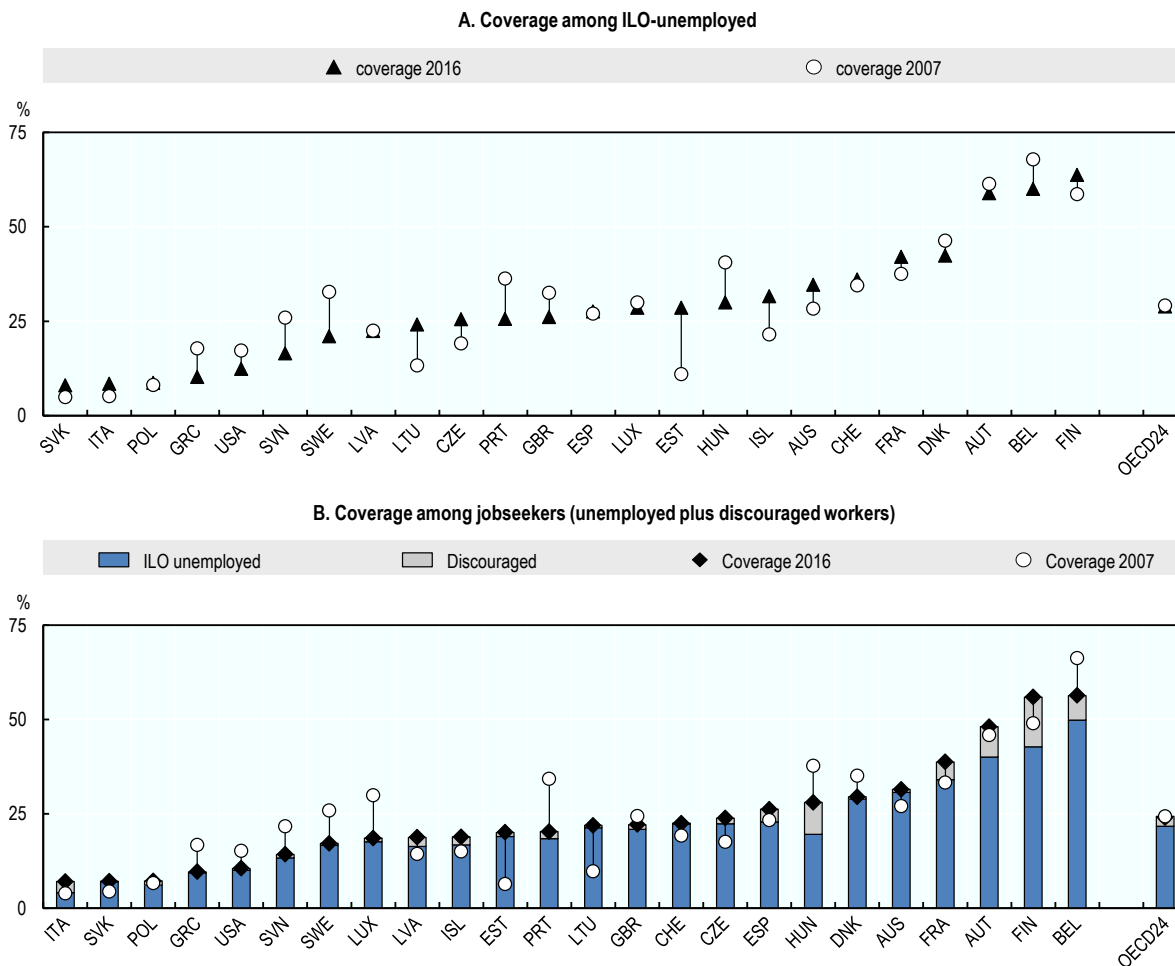 A. Coverage among ILO-unemployed
coverage 2016 coverage 2007
%
75
50
25
0
SVK ITA POL GRC USA SVN SWE LVA LTU CZE PRT GBR ESP LUX EST HUN ISL AUS CHE FRA DNK AUT BEL FIN OECD24
B. Coverage among jobseekers (unemployed plus discouraged workers)
ILO unemployed Discouraged Coverage 2016 Coverage 2007
%
75
50
25
0
ITA SVK POL GRC USA SVN SWE LUX LVA ISL EST PRT LTU GBR CHE CZE ESP HUN DNK AUS FRA AUT FIN BEL OECD24